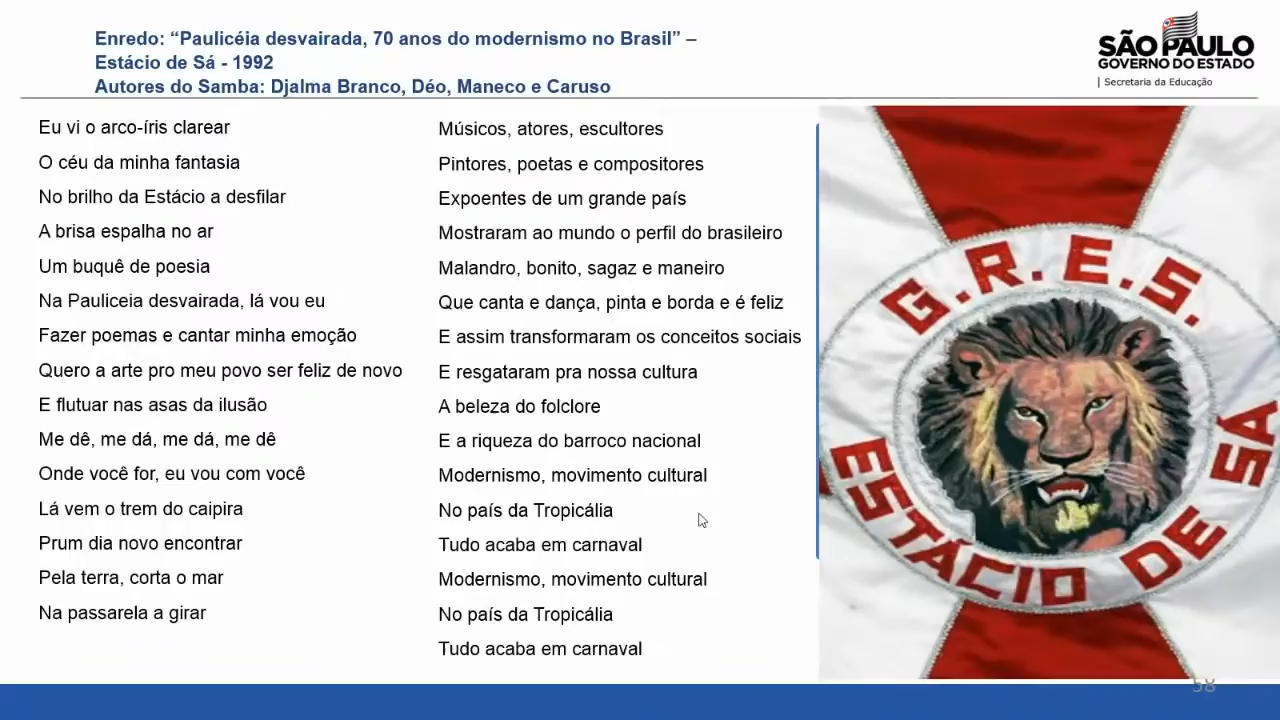 Enredo: “Paulicéia desvairada, 70 anos do modernismo no Brasil” –
Estácio de Sá - 1992
Autores do Samba: Djalma Branco, Déo, Maneco e Caruso
SÃO PAULO
GOVERNO DO ESTADO
| Secretaria da Educação
Eu vi o arco-íris clarear
O céu da minha fantasia
No brilho da Estácio a desfilar
A brisa espalha no ar
Um buquê de poesia
Na Pauliceia desvairada, lá vou eu
Fazer poemas e cantar minha emoção
Quero a arte pro meu povo ser feliz de novo
E flutuar nas asas da ilusão
Me dê, me dá, me dá, me dê
Onde você for, eu vou com você
Lá vem o trem do caipira
Prum dia novo encontrar
Pela terra, corta o mar
Na passarela a girar
Músicos, atores, escultores
Pintores, poetas e compositores
Expoentes de um grande país
Mostraram ao mundo o perfil do brasileiro
Malandro, bonito, sagaz e maneiro
Que canta e dança, pinta e borda e é feliz
E assim transformaram os conceitos sociais
E resgataram pra nossa cultura
A beleza do folclore
E a riqueza do barroco nacional
Modernismo, movimento cultural
No país da Tropicália
Tudo acaba em carnaval
Modernismo, movimento cultural
No país da Tropicália
Tudo acaba em carnaval
G.R.E.S.
ESTÁCIO DE SÁ
58